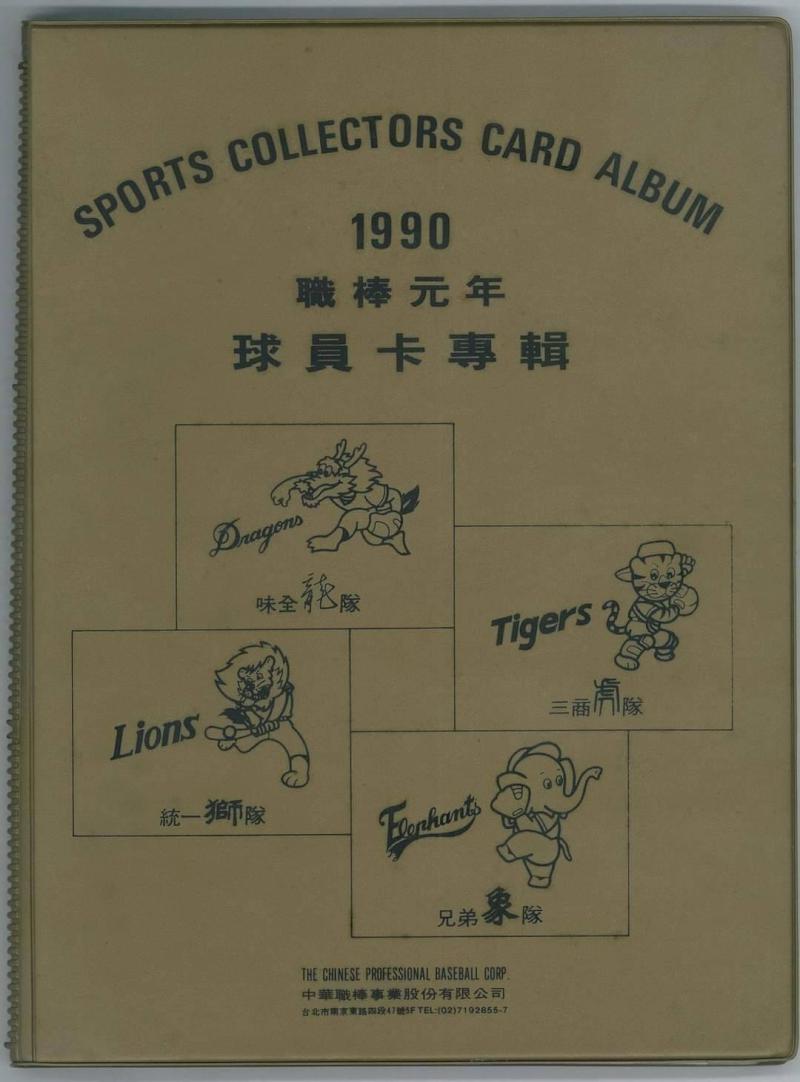 SPORTS COLLECTORS CARD ALBUM
1990
職棒元年
球員卡專輯
Dragons
味全龍隊
Tigers
三商虎隊
Lions
統一獅隊
Elephants
兄弟象隊
THE CHINESE PROFESSIONAL BASEBALL CORP.
中華職棒事業股份有限公司
台北市南京東路四段47號5F TEL:(02)7192855-7